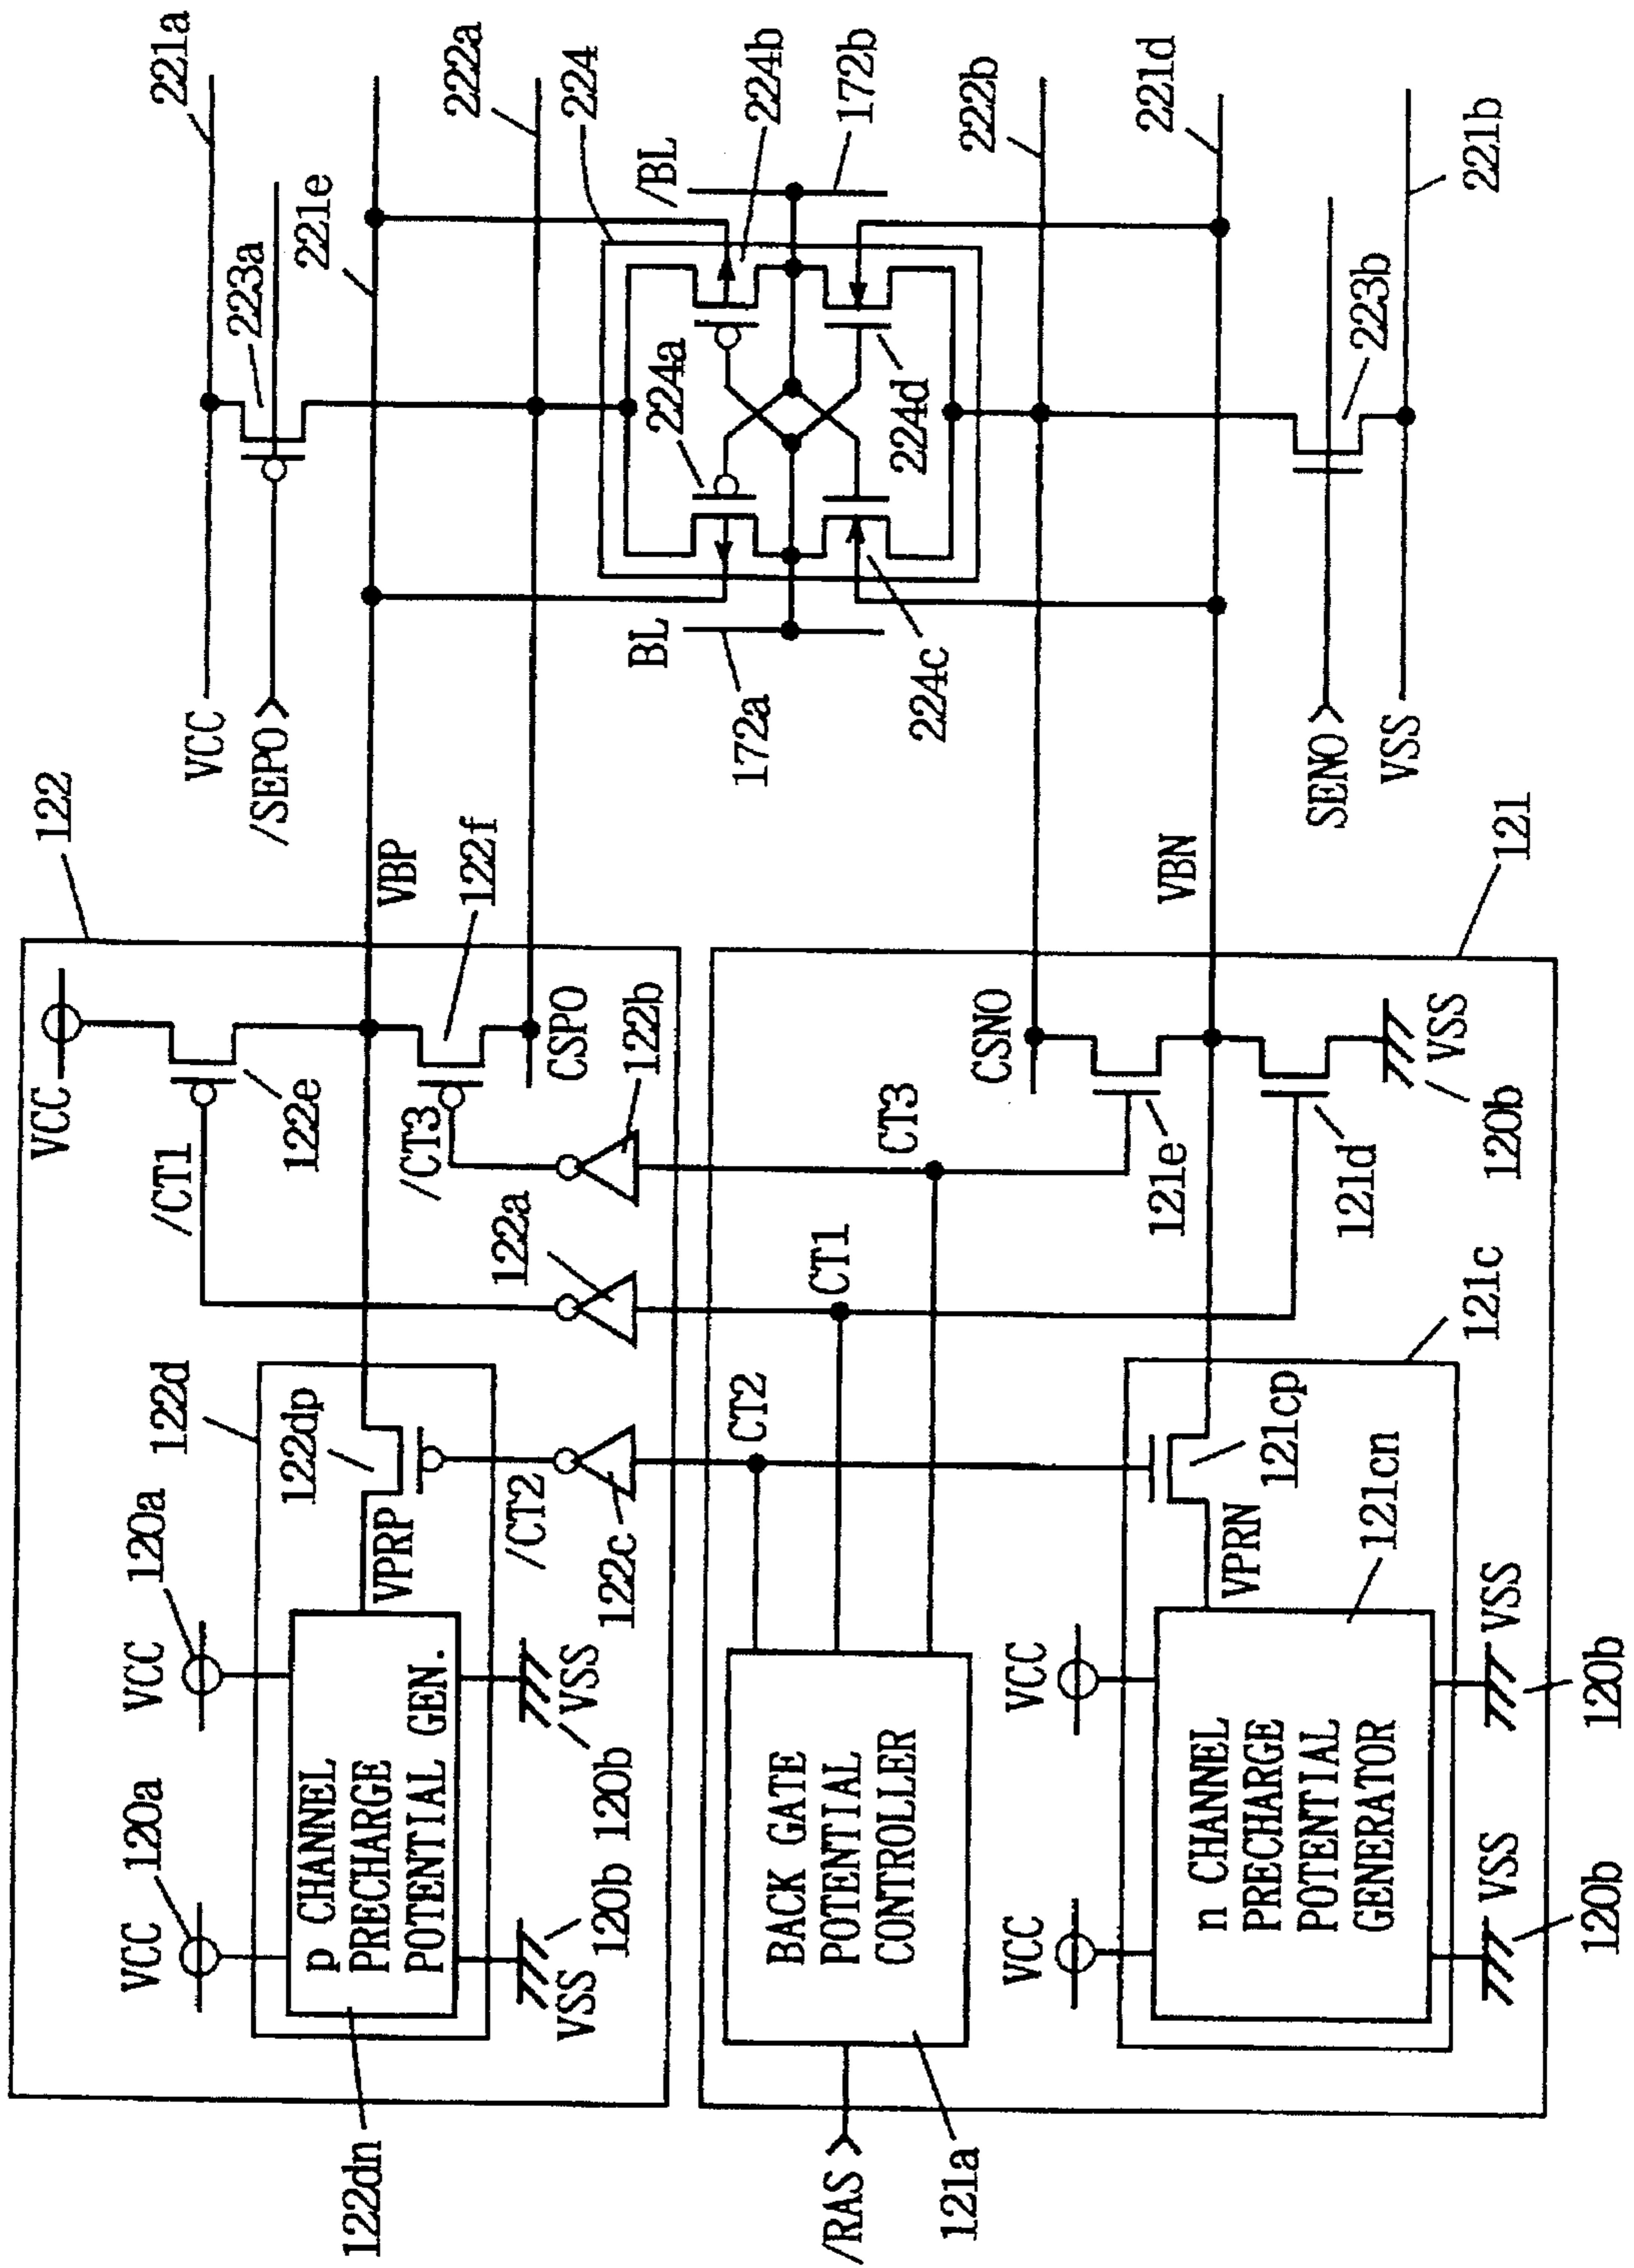 122
VCC
/CT1
122e
VBP
122f
/CT3
CSPO
122b
122a
122d
122dp
120a
VCC
120a
VCC
VPRP
p CHANNEL
PRECHARGE
POTENTIAL GEN.
122dn
/CT2
122c
VSS
120b
VSS
120b
VCC
221a
223a
/SEPO
221e
222a
224
/BL
224b
224a
172b
BL
172a
224c
224d
222b
221d
221b
223b
SENO
VSS
/RAS
121a
BACK GATE
POTENTIAL
CONTROLLER
CT2
CT1
CT3
CSNO
VBN
121
121e
121d
VSS
120b
121c
121cp
121cn
VPRN
VCC
VCC
n CHANNEL
PRECHARGE
POTENTIAL
GENERATOR
VSS
120b
VSS
120b